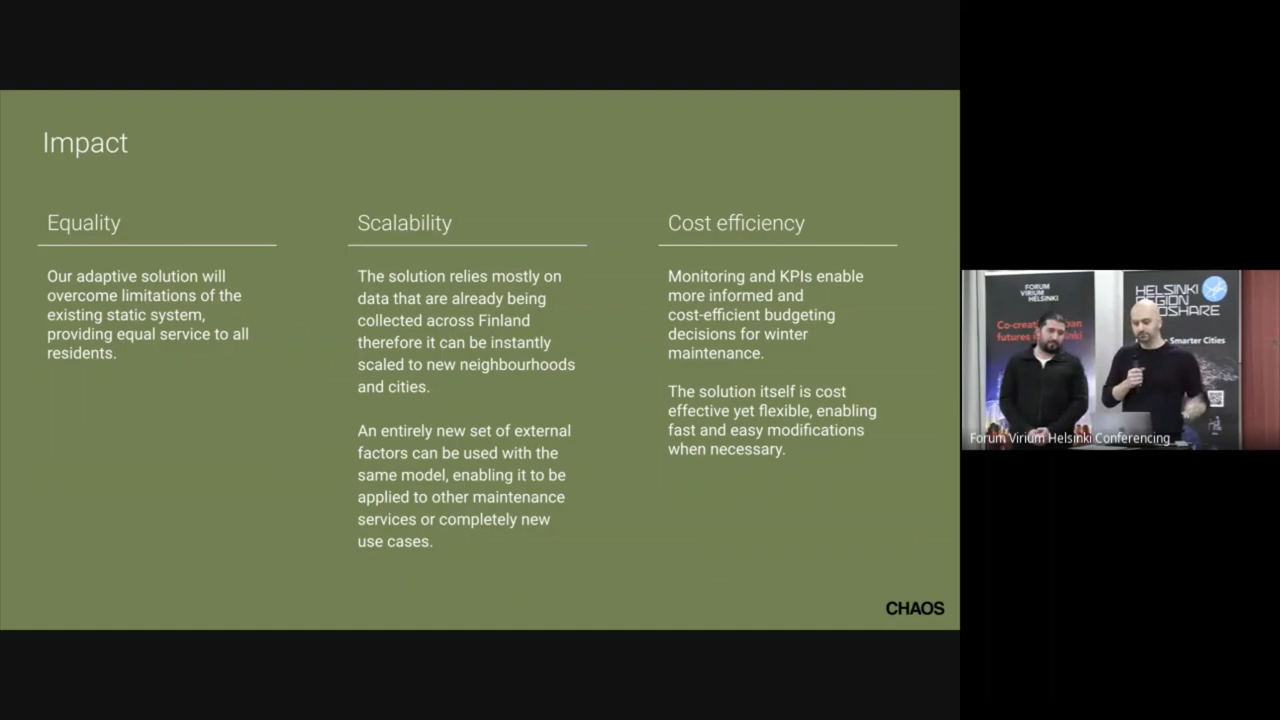 Impact
Equality
Our adaptive solution will
overcome limitations of the
existing static system,
providing equal service to all
residents.
Scalability
The solution relies mostly on
data that are already being
collected across Finland
therefore it can be instantly
scaled to new neighbourhoods
and cities.
An entirely new set of external
factors can be used with the
same model, enabling it to be
applied to other maintenance
services or completely new
use cases.
Cost efficiency
Monitoring and KPIs enable
more informed and
cost-efficient budgeting
decisions for winter
maintenance.
The solution itself is cost
effective yet flexible, enabling
fast and easy modifications
when necessary.
CHAOS
FORUM
VIRIUM
HELSINKI
HELSINKI
REGION
Smarter Cities
Forum Virium Helsinki Conferencing